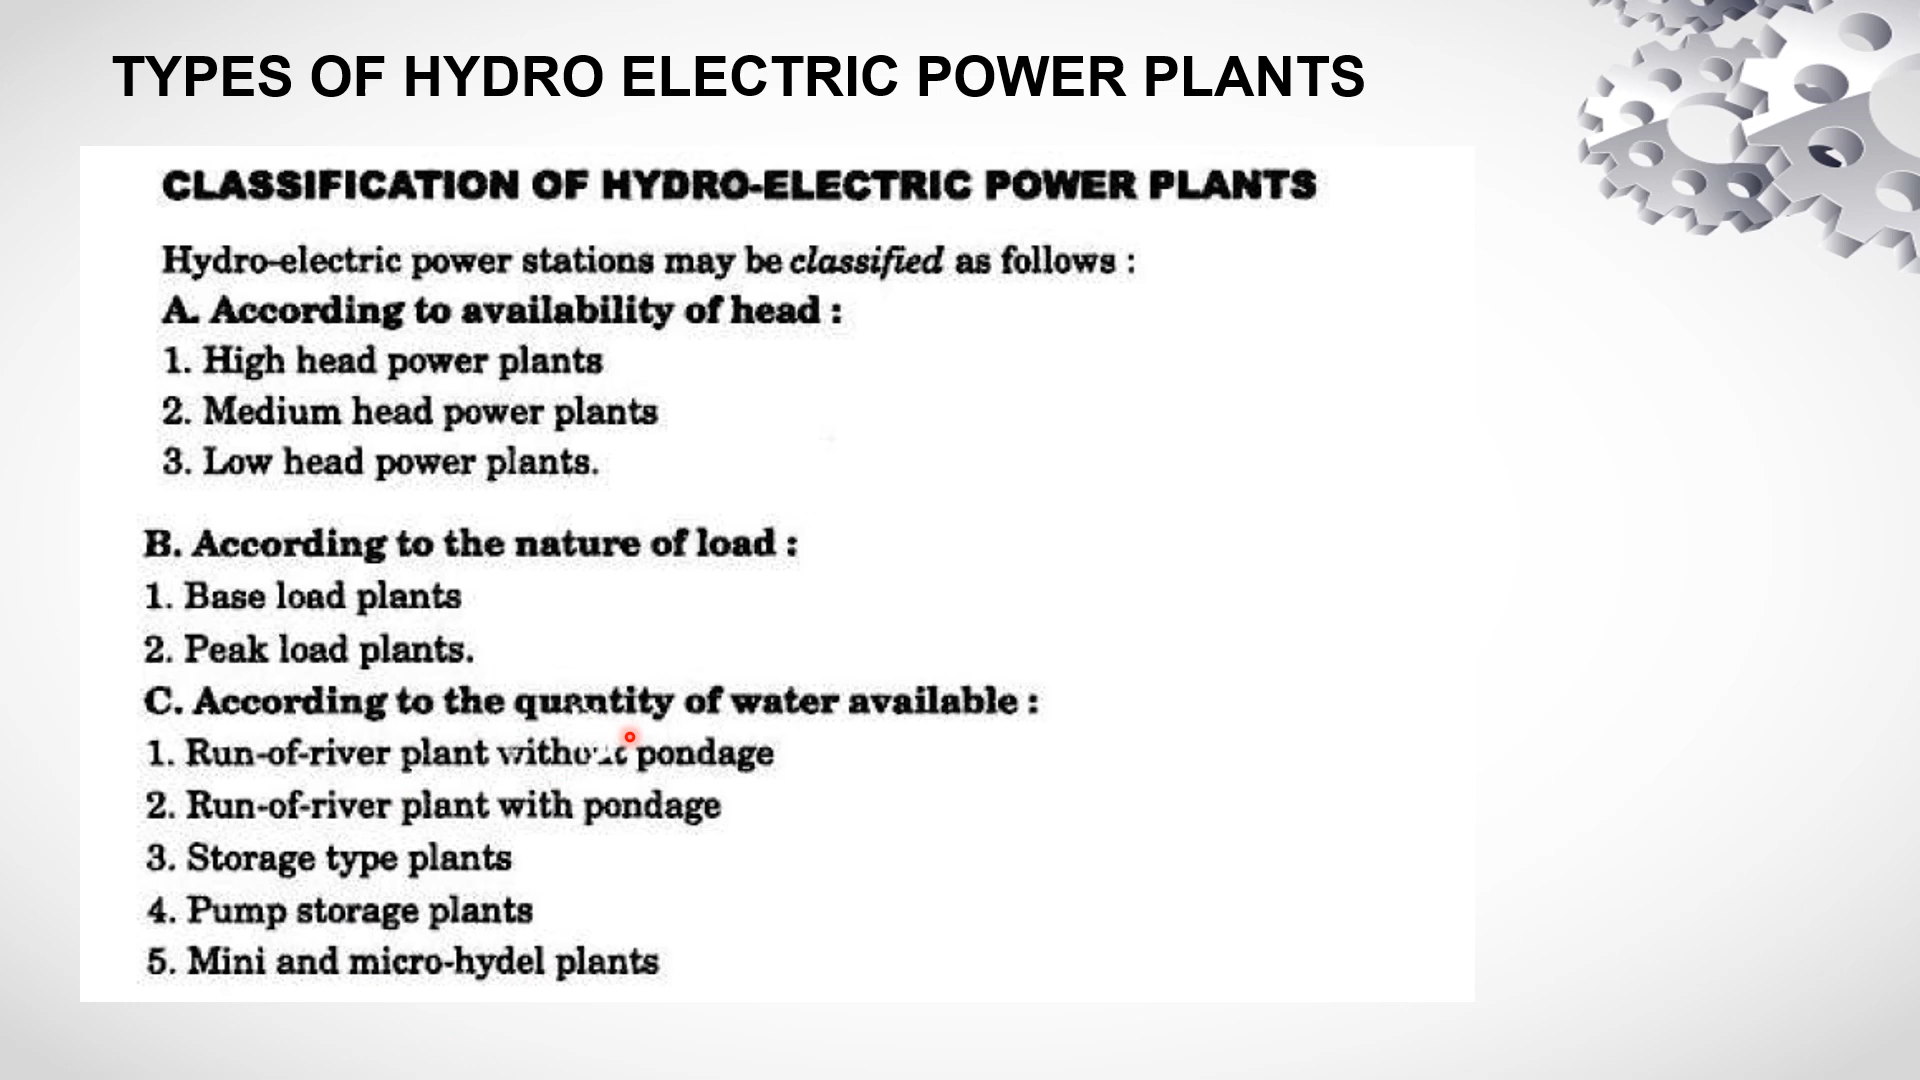 TYPES OF HYDRO ELECTRIC POWER PLANTS
CLASSIFICATION OF HYDRO-ELECTRIC POWER PLANTS
Hydro-electric power stations may be classified as follows :
A. According to availability of head :
1. High head power plants
2. Medium head power plants
3. Low head power plants.
B. According to the nature of load :
1. Base load plants
2. Peak load plants.
C. According to the quantity of water available :
1. Run-of-river plant without pondage
2. Run-of-river plant with pondage
3. Storage type plants
4. Pump storage plants
5. Mini and micro-hydel plants